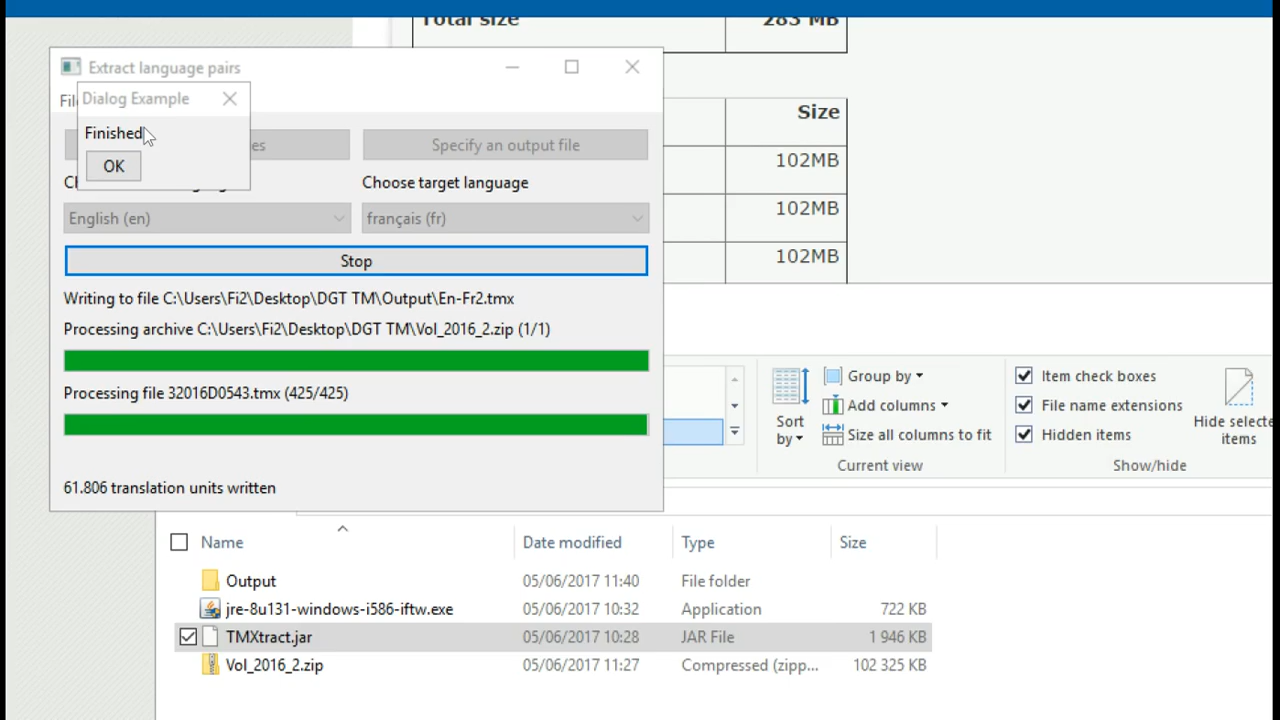 Total size 283 MB
Extract language pairs
Dialog Example
Finished
OK
es
Specify an output file
Choose target language
English (en)
français (fr)
Stop
Writing to file C:\Users\Fi2\Desktop\DGT TM\Output\En-Fr2.tmx
Processing archive C:\Users\Fi2\Desktop\DGT TM\Vol_2016_2.zip (1/1)
Processing file 32016D0543.tmx (425/425)
61.806 translation units written
Size
102MB
102MB
102MB
Sort by
Group by
Add columns
Size all columns to fit
Current view
Item check boxes
File name extensions
Hidden items
Hide selecte
items
Show/hide
Name Date modified Type Size
Output 05/06/2017 11:40 File folder
jre-8u131-windows-i586-iftw.exe 05/06/2017 10:32 Application 722 KB
TMXtract.jar 05/06/2017 10:28 JAR File 1 946 KB
Vol_2016_2.zip 05/06/2017 11:27 Compressed (zipp... 102 325 KB